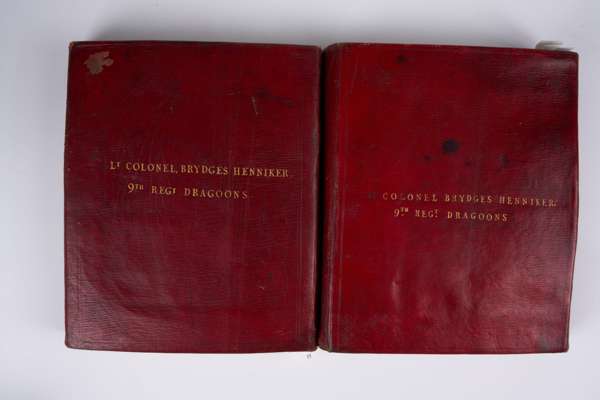 Lᵀ COLONEL, BRYDGES HENNIKER.
9ᵀᴴ REGᵀ DRAGOONS
COLONEL BRYDGES HENNIKER.
9ᵀᴴ REGᵀ DRAGOONS